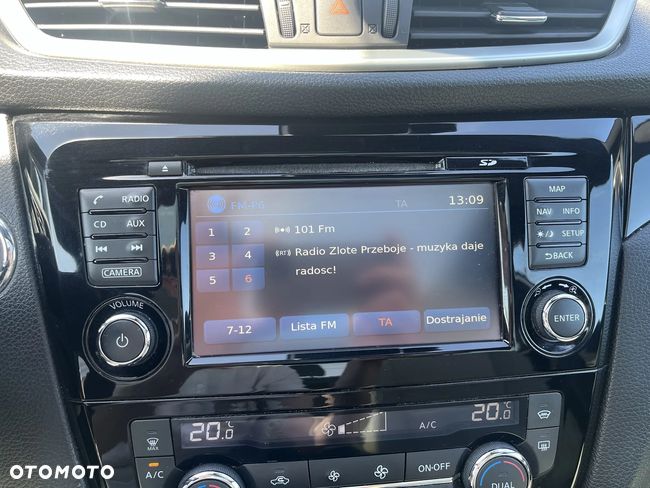 SD
RADIO
CD AUX
CAMERA
VOLUME
FM-P6 TA 13:09
1 2 101 Fm
3 4 (RT) Radio Zlote Przeboje - muzyka daje
radosc!
5 6
7-12 Lista FM TA Dostrajanie
MAP
NAV INFO
SETUP
BACK
ENTER
20.0 °C A/C 20.0 °C
MAX
A/C ON-OFF DUAL
OTOMOTO